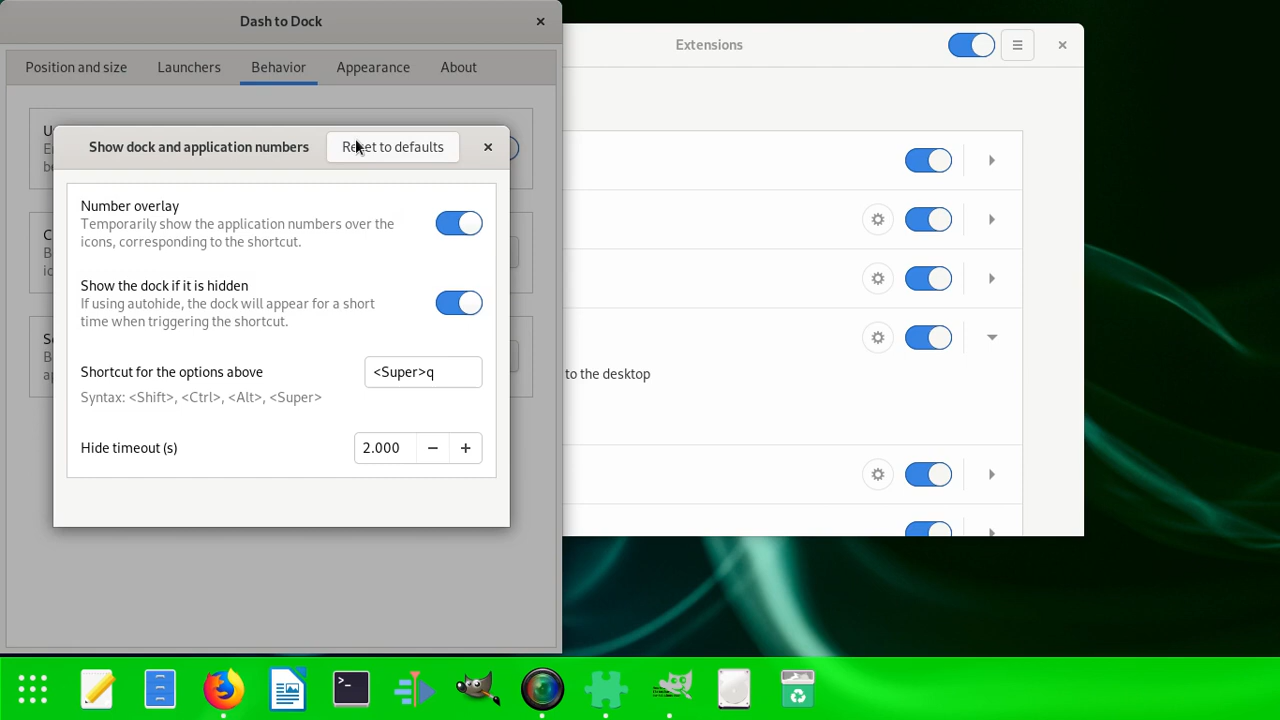 Dash to Dock
Extensions
Position and size
Launchers
Behavior
Appearance
About
Show dock and application numbers
Reset to defaults
Number overlay
Temporarily show the application numbers over the
icons, corresponding to the shortcut.
Show the dock if it is hidden
If using autohide, the dock will appear for a short
time when triggering the shortcut.
Shortcut for the options above
<Super>q
Syntax: <Shift>, <Ctrl>, <Alt>, <Super>
Hide timeout (s)
2.000
to the desktop